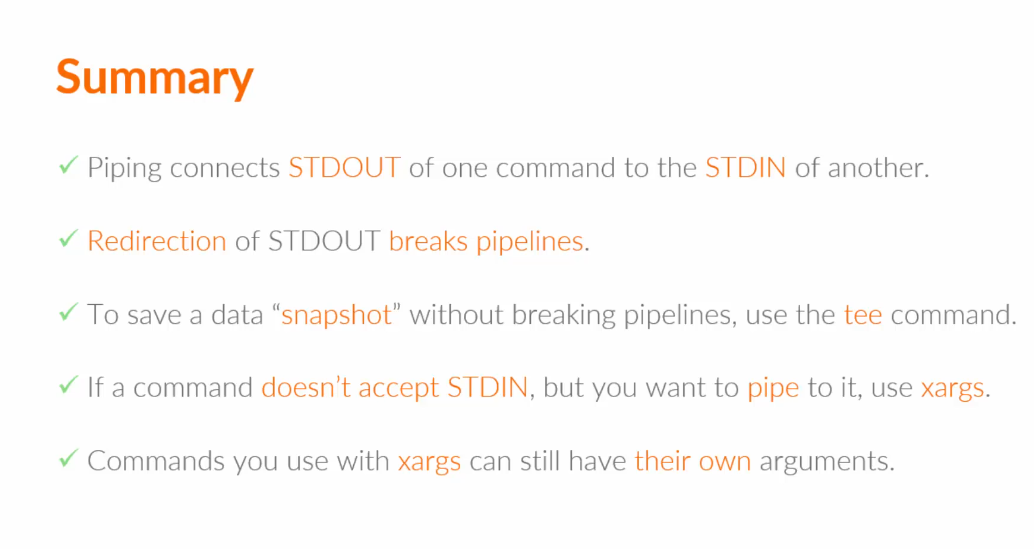 Summary
✓ Piping connects STDOUT of one command to the STDIN of another.
✓ Redirection of STDOUT breaks pipelines.
✓ To save a data “snapshot” without breaking pipelines, use the tee command.
✓ If a command doesn’t accept STDIN, but you want to pipe to it, use xargs.
✓ Commands you use with xargs can still have their own arguments.